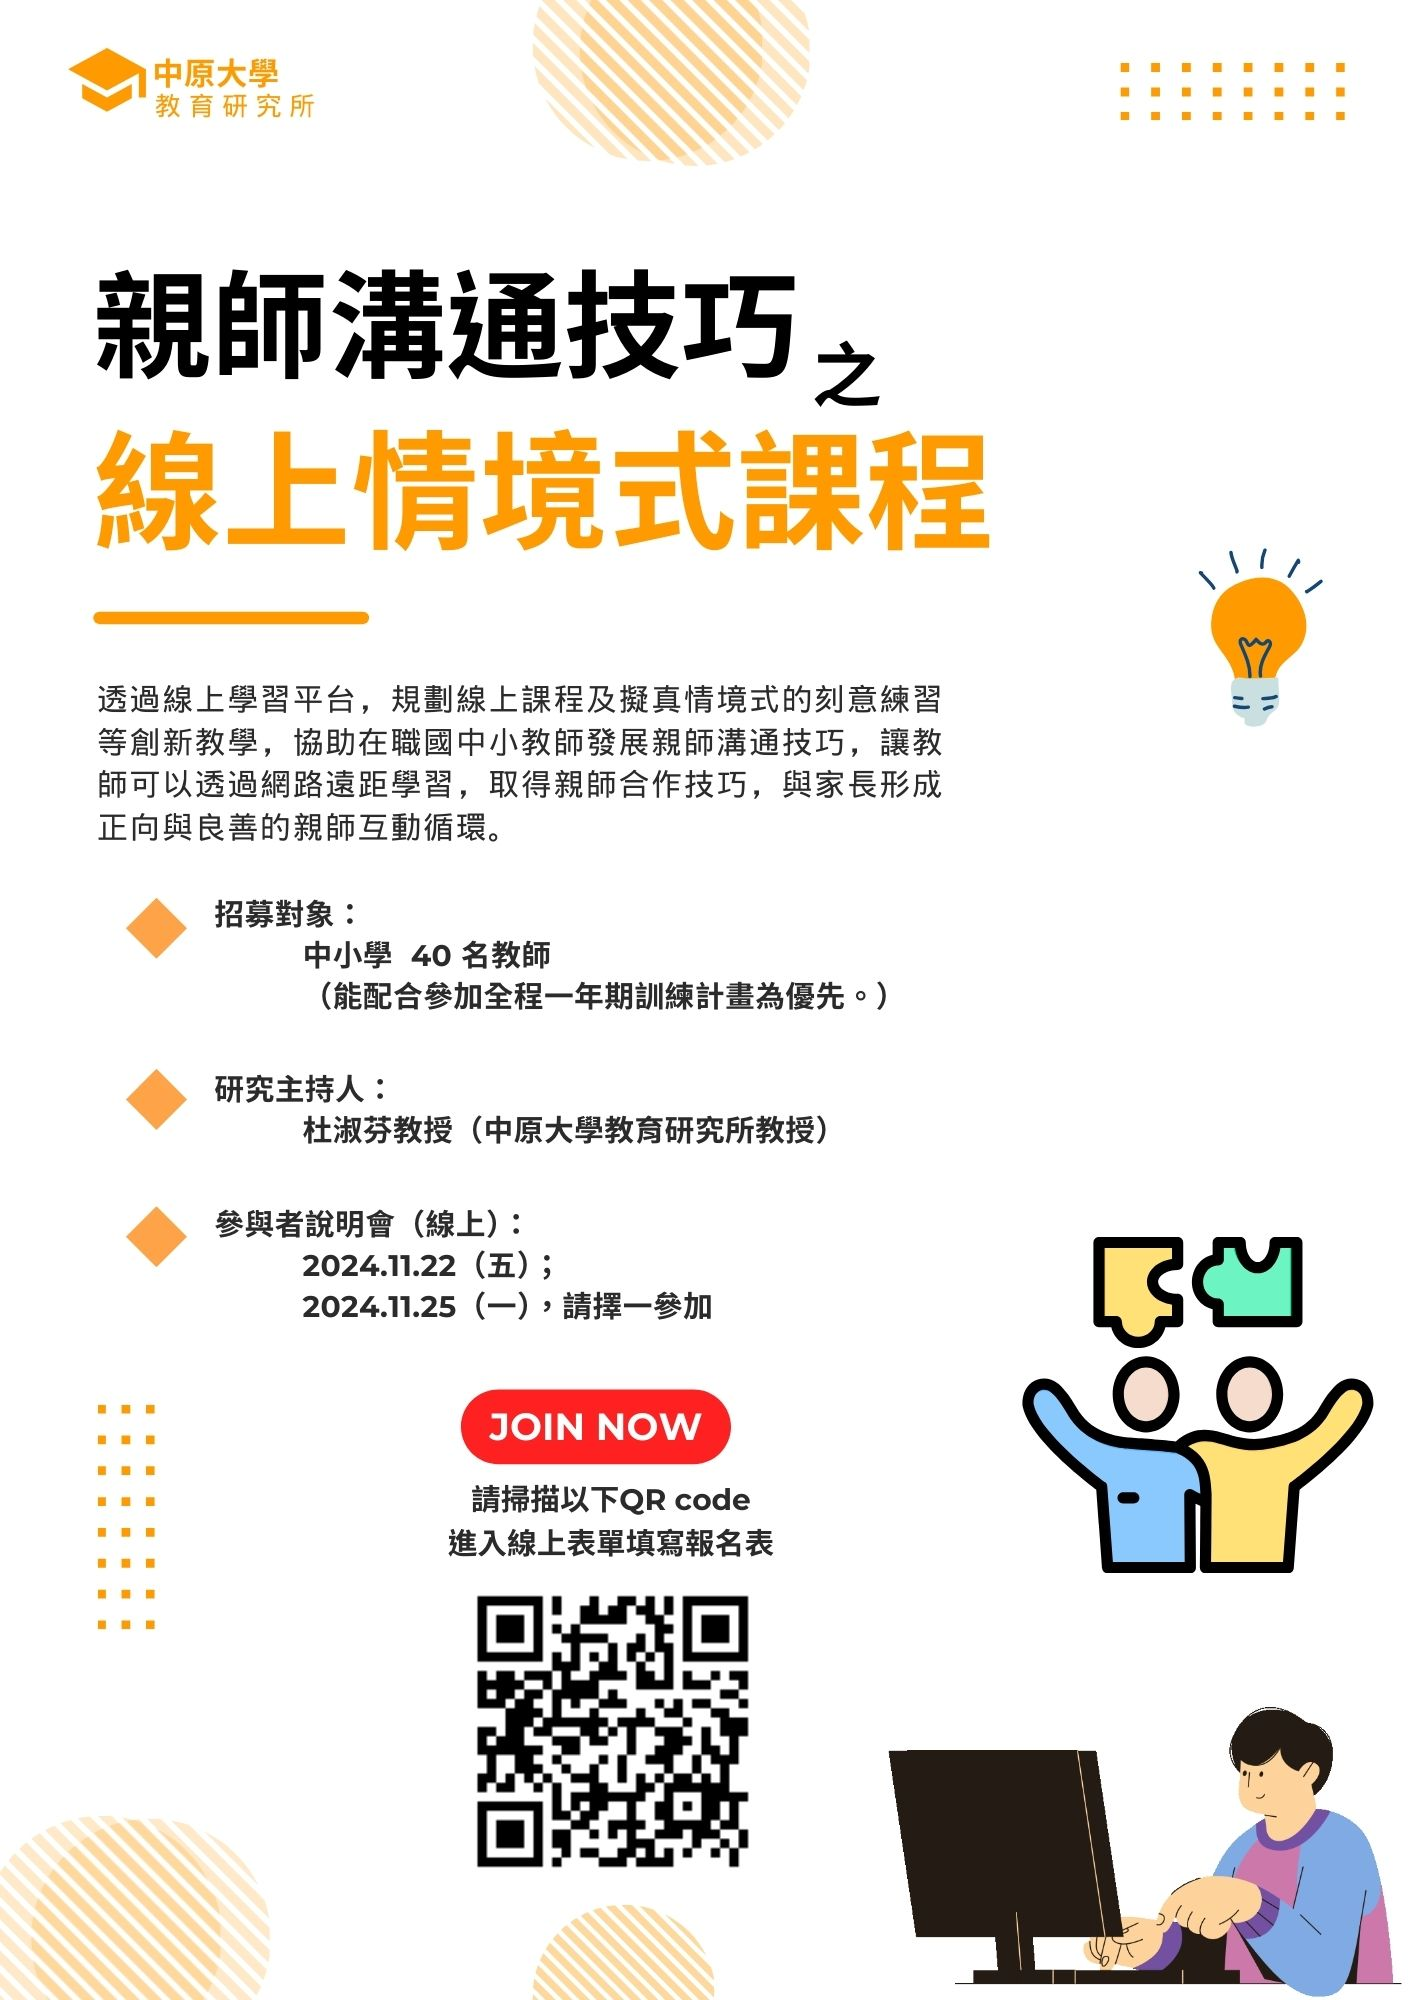 中原大學
教育研究所
親師溝通技巧之
線上情境式課程
透過線上學習平台，規劃線上課程及擬真情境式的刻意練習
等創新教學，協助在職國中小教師發展親師溝通技巧，讓教
師可以透過網路遠距學習，取得親師合作技巧，與家長形成
正向與良善的親師互動循環。
招募對象：
中小學 40 名教師
（能配合參加全程一年期訓練計畫為優先。）
研究主持人：
杜淑芬教授（中原大學教育研究所教授）
參與者說明會（線上）：
2024.11.22（五）；
2024.11.25（一），請擇一參加
JOIN NOW
請掃描以下QR code
進入線上表單填寫報名表